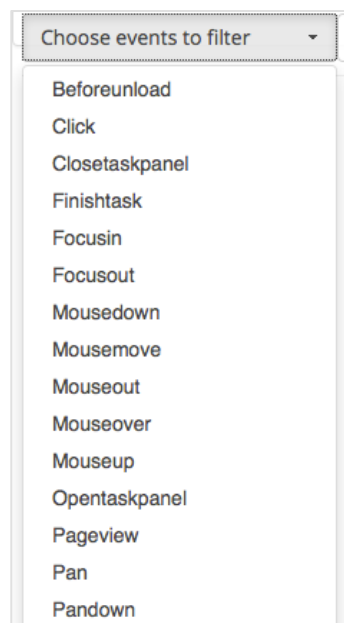 Choose events to filter
Beforeunload
Click
Closetaskpanel
Finishtask
Focusin
Focusout
Mousedown
Mousemove
Mouseout
Mouseover
Mouseup
Opentaskpanel
Pageview
Pan
Pandown